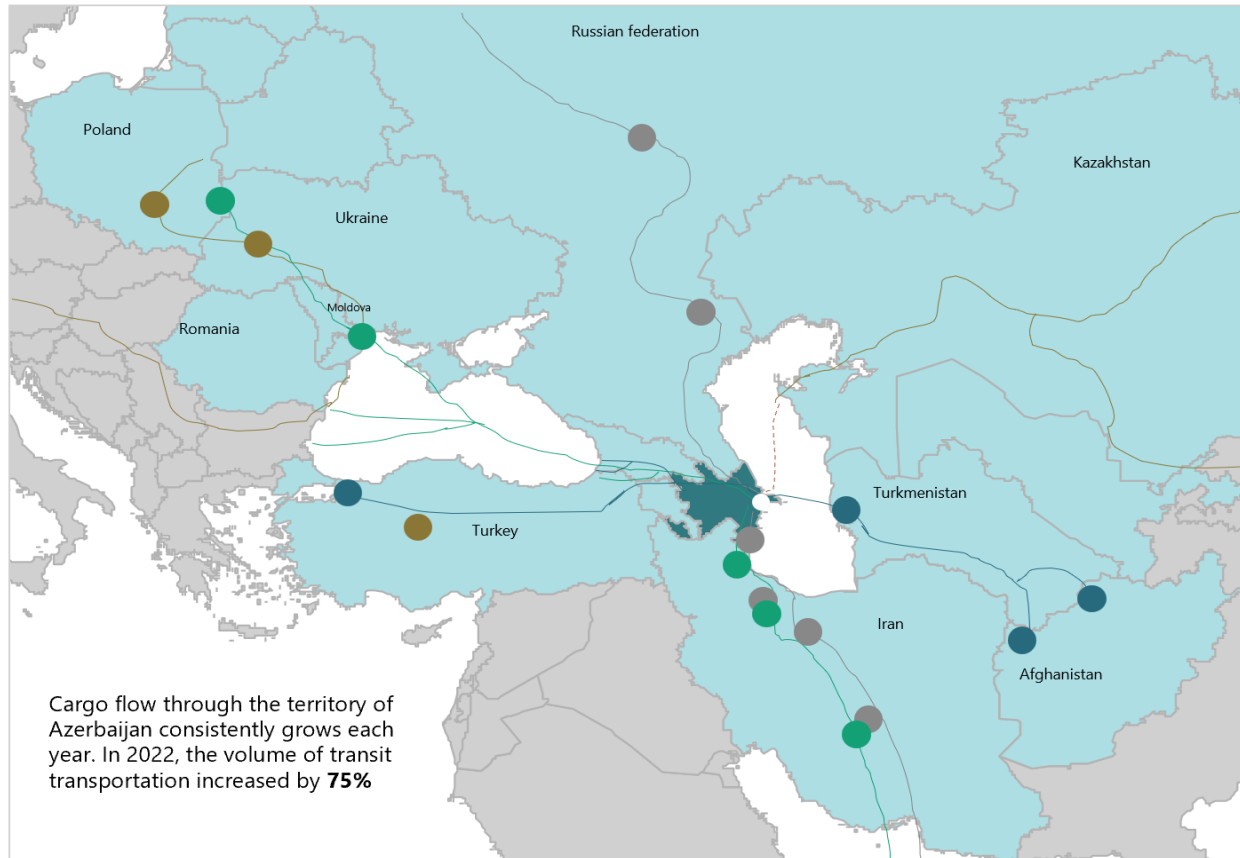 Russian federation
Poland
Kazakhstan
Ukraine
Moldova
Romania
Turkmenistan
Turkey
Iran
Afghanistan
Cargo flow through the territory of
Azerbaijan consistently grows each
year. In 2022, the volume of transit
transportation increased by 75%